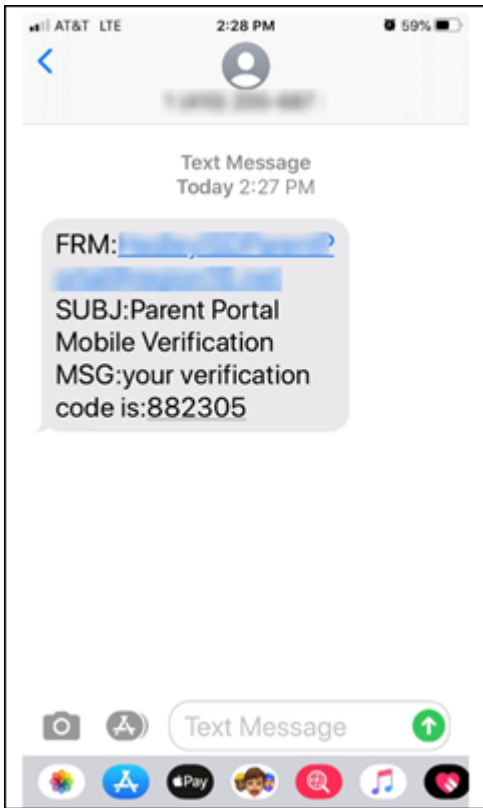 AT&T LTE 2:28 PM 59%
Text Message
Today 2:27 PM
FRM:
SUBJ:Parent Portal
Mobile Verification
MSG:your verification
code is:882305
Text Message
Pay